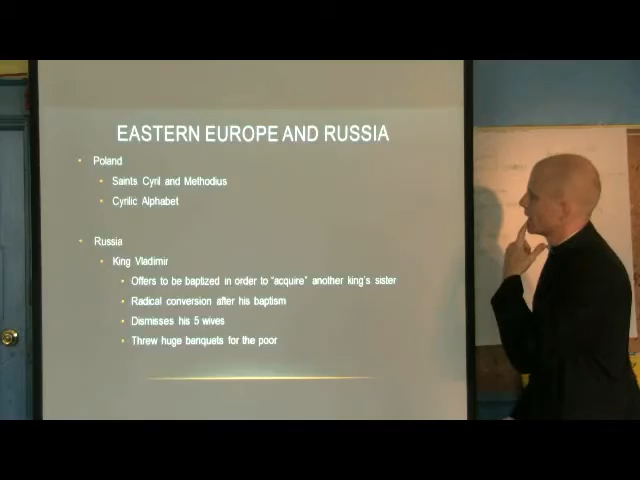 EASTERN EUROPE AND RUSSIA
• Poland
• Saints Cyril and Methodius
• Cyrilic Alphabet
• Russia
• King Vladimir
• Offers to be baptized in order to "acquire" another king's sister
• Radical conversion after his baptism
• Dismisses his 5 wives
• Threw huge banquets for the poor